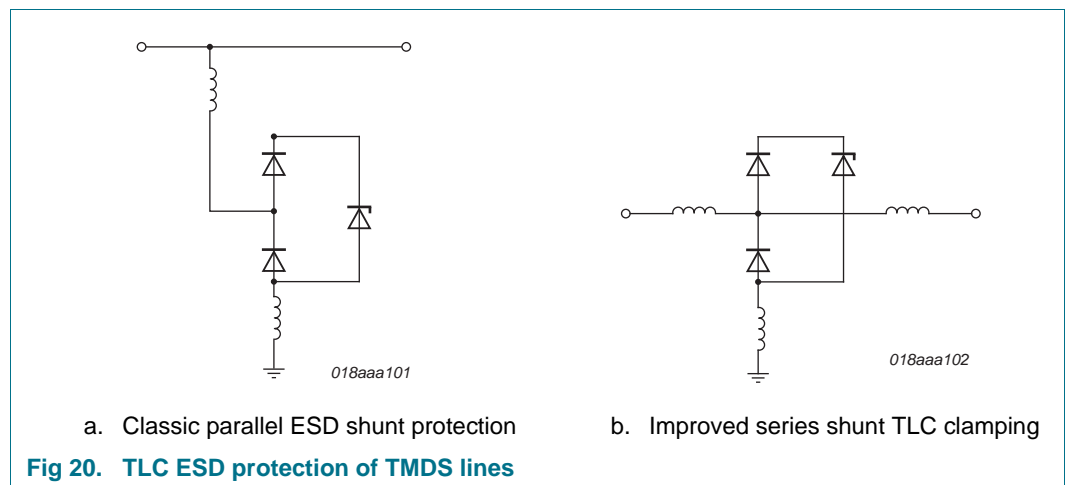 018aaa101
018aaa102
a. Classic parallel ESD shunt protection
b. Improved series shunt TLC clamping
Fig 20. TLC ESD protection of TMDS lines